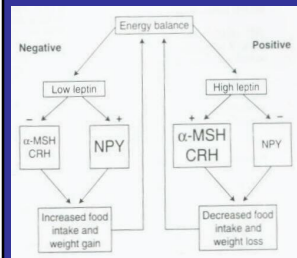 Energy balance
Negative
Positive
Low leptin
High leptin
− +
+ −
α-MSH
CRH
NPY
α-MSH
CRH
NPY
Increased food
intake and
weight gain
Decreased food
intake and
weight loss